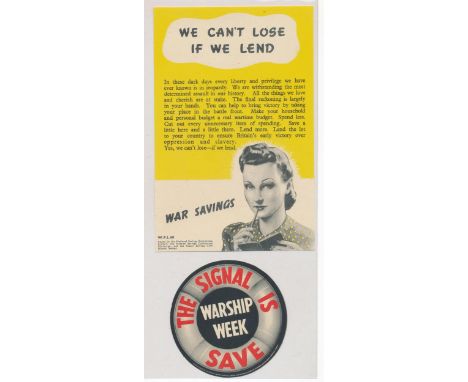 WE CAN'T LOSE
IF WE LEND
In these dark days every liberty and privilege we have
ever known is in jeopardy. We are withstanding the most
determined assault in our history. All the things we love
and cherish are at stake. The final reckoning is largely
in your hands. You can help to bring victory by taking
your place in the battle front. Make your household
and personal budget a real wartime budget. Spend less.
Cut out every unnecessary item of spending. Save a
little here and a little there. Lend more. Lend the lot
to your country to ensure Britain's early victory over
oppression and slavery.
Yes, we can't lose—if we lend.
WAR SAVINGS
THE SIGNAL IS
WARSHIP
WEEK
SAVE